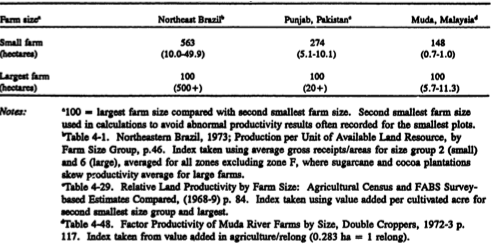 Farm sizeᵃ Northeast Brazilᵇ Punjab, Pakistanᶜ Muda, Malaysiaᵈ
Small farm 563 274 148
(hectares) (10.0-49.9) (5.1-10.1) (0.7-1.0)
Largest farm 100 100 100
(hectares) (500+) (20+) (5.7-11.3)
Notes: ᵃ100 = largest farm size compared with second smallest farm size. Second smallest farm size
used in calculations to avoid abnormal productivity results often recorded for the smallest plots.
ᵇTable 4-1. Northeastern Brazil, 1973; Production per Unit of Available Land Resource, by
Farm Size Group, p.46. Index taken using average gross receipts/areas for size group 2 (small)
and 6 (large), averaged for all zones excluding zone F, where sugarcane and cocoa plantations
skew productivity average for large farms.
ᶜTable 4-29. Relative Land Productivity by Farm Size: Agricultural Census and FABS Survey-
based Estimates Compared, (1968-9) p. 84. Index taken using value added per cultivated acre for
second smallest size group and largest.
ᵈTable 4-48. Factor Productivity of Muda River Farms by Size, Double Croppers, 1972-3 p.
117. Index taken from value added in agriculture/relong (0.283 ha = 1 relong).